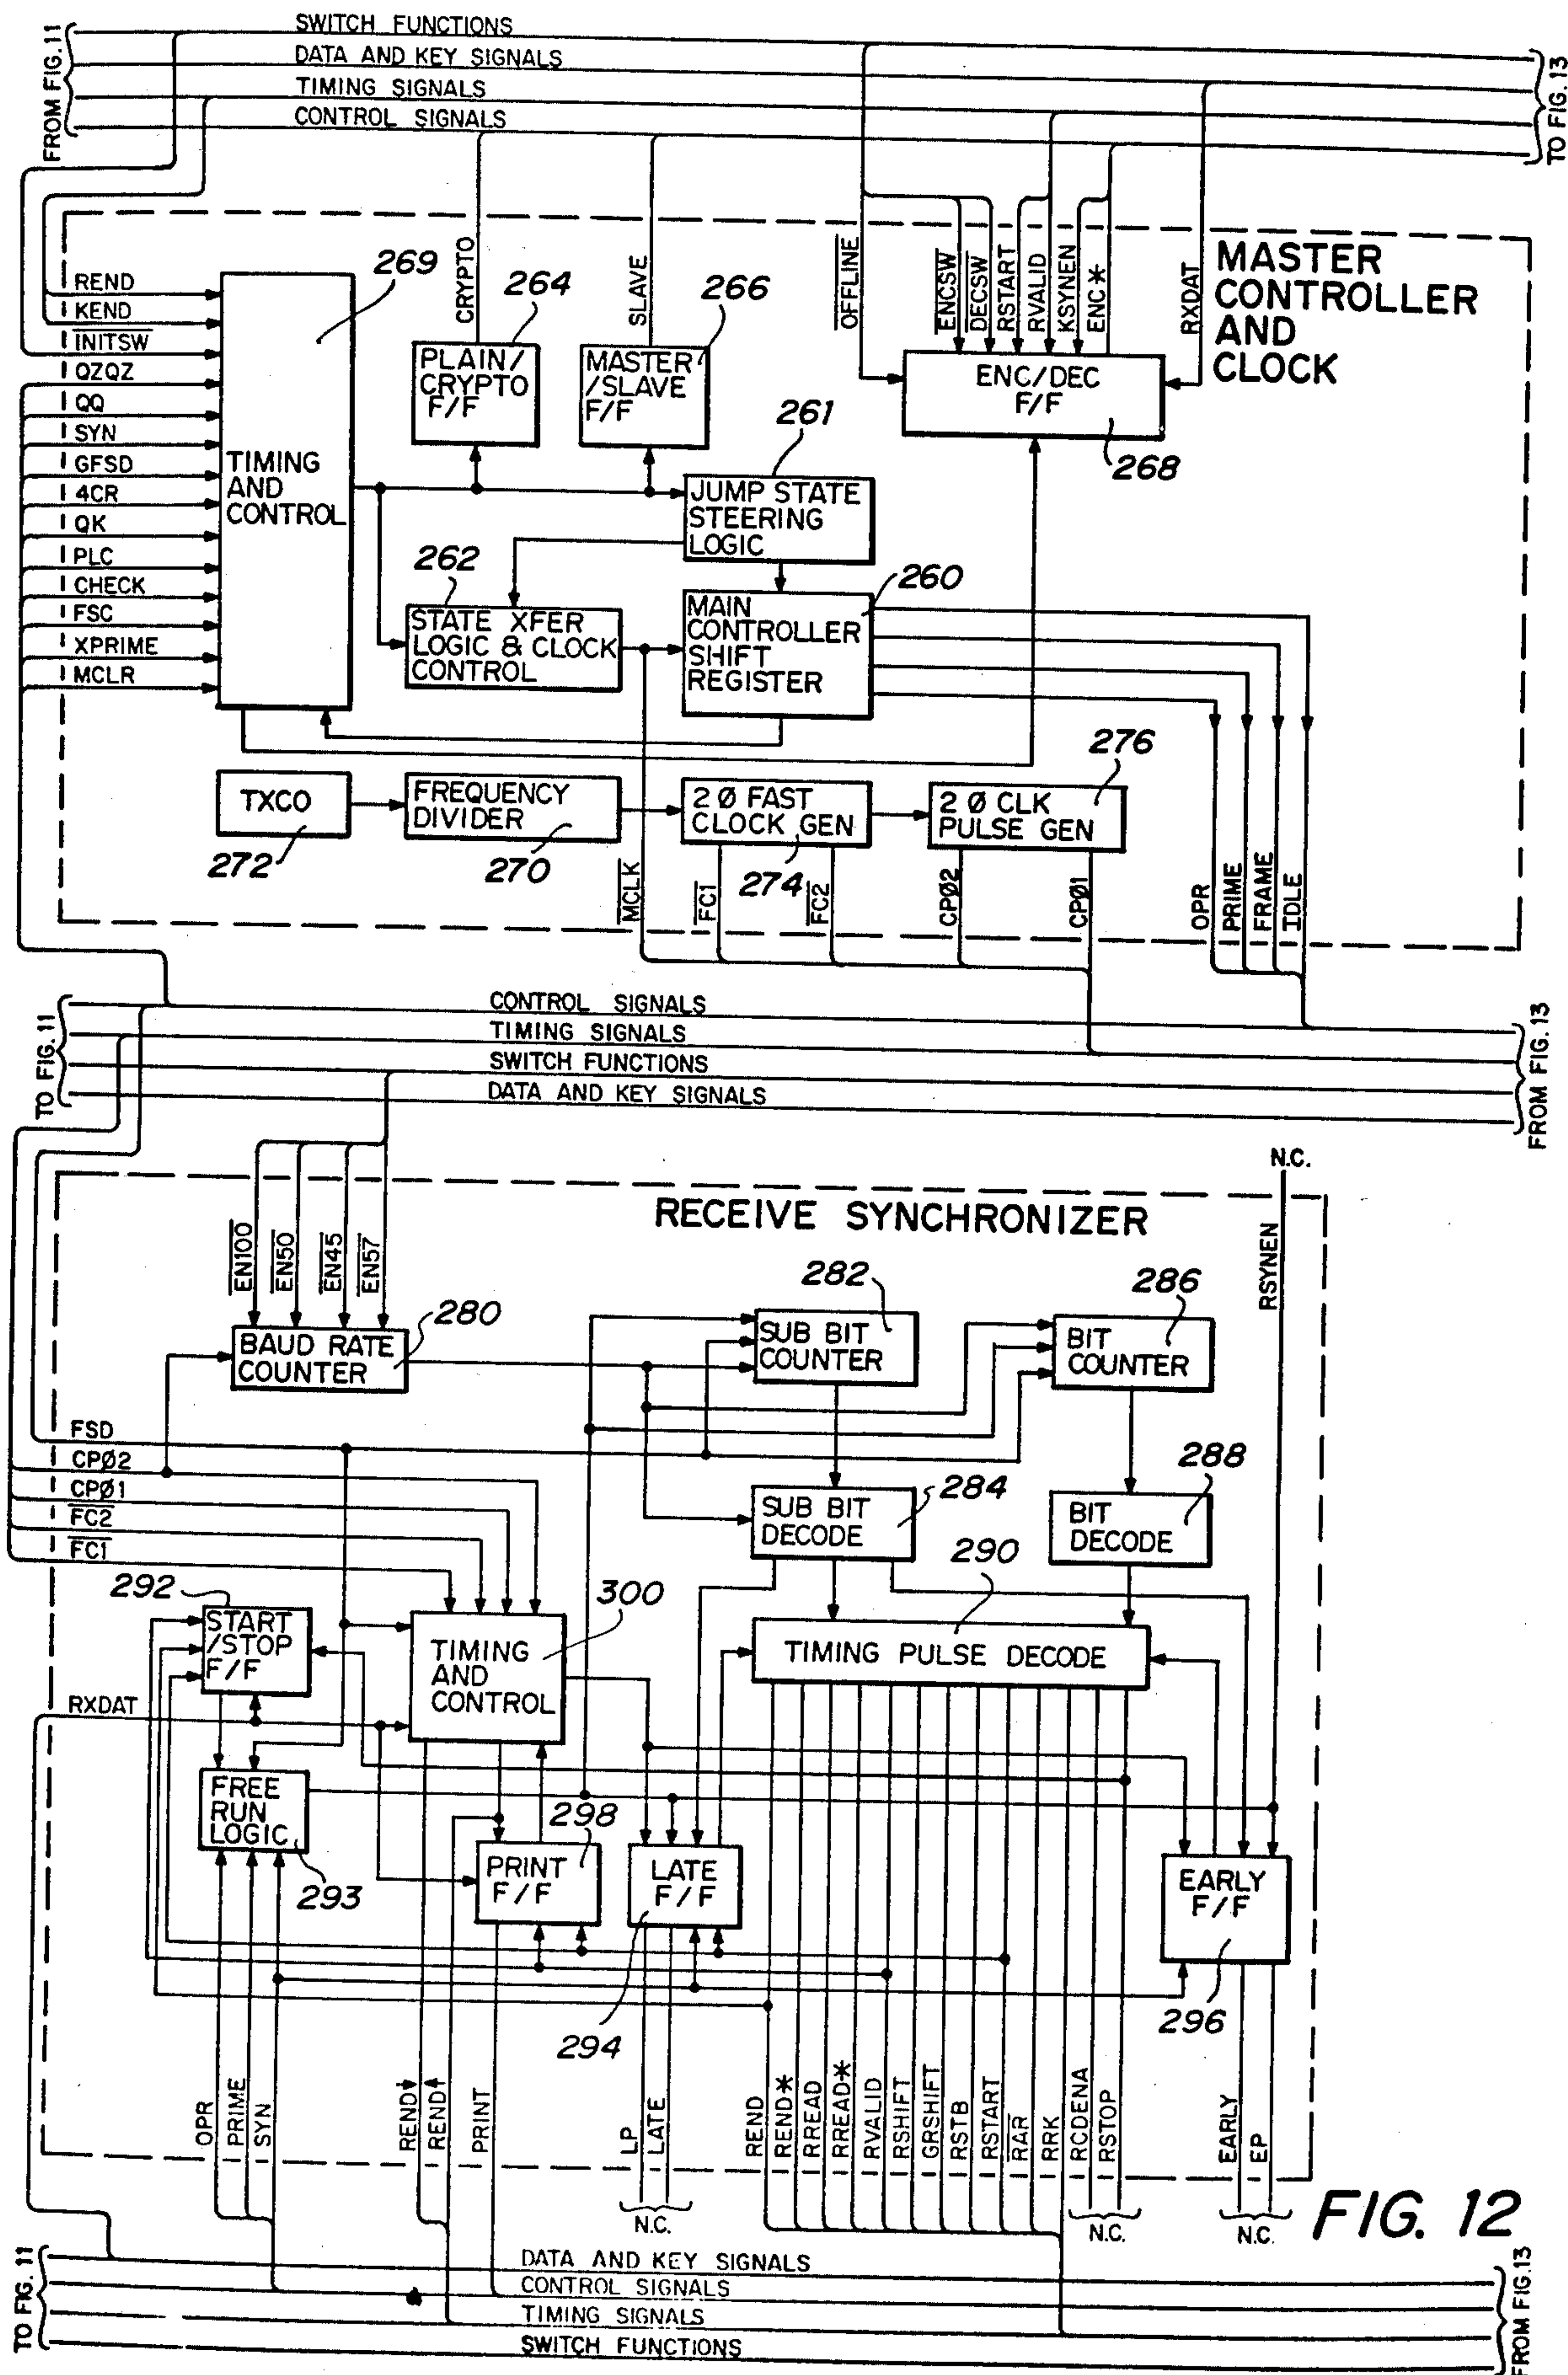 SWITCH FUNCTIONS
DATA AND KEY SIGNALS
TIMING SIGNALS
CONTROL SIGNALS
FROM FIG. 11
TO FIG. 13
MASTER
CONTROLLER
AND
CLOCK
REND
KEND
INITSW
QZQZ
QQ
SYN
GFSD
4CR
QK
PLC
CHECK
FSC
XPRIME
MCLR
269
TIMING
AND
CONTROL
CRYPTO
264
PLAIN/
CRYPTO
F/F
SLAVE
266
MASTER
/SLAVE
F/F
OFFLINE
ENCSW
DECSW
RSTART
RVALID
KSYNEN
ENC*
RXDAT
ENC/DEC
F/F
268
261
JUMP STATE
STEERING
LOGIC
262
STATE XFER
LOGIC & CLOCK
CONTROL
260
MAIN
CONTROLLER
SHIFT
REGISTER
TXCO
272
FREQUENCY
DIVIDER
270
2 Ø FAST
CLOCK GEN
274
276
2 Ø CLK
PULSE GEN
MCLK
FC1
FC2
CPØ2
CPØ1
OPR
PRIME
FRAME
IDLE
TO FIG. 11
CONTROL SIGNALS
TIMING SIGNALS
SWITCH FUNCTIONS
DATA AND KEY SIGNALS
FROM FIG. 13
N.C.
RECEIVE SYNCHRONIZER
RSYNEN
EN100
EN50
EN45
EN57
280
BAUD RATE
COUNTER
282
SUB BIT
COUNTER
286
BIT
COUNTER
FSD
CPØ2
CPØ1
FC2
FC1
284
SUB BIT
DECODE
288
BIT
DECODE
290
TIMING PULSE DECODE
292
START
/STOP
F/F
300
TIMING
AND
CONTROL
RXDAT
FREE
RUN
LOGIC
293
298
PRINT
F/F
LATE
F/F
294
EARLY
F/F
296
OPR
PRIME
SYN
REND↓
REND↑
PRINT
LP
LATE
REND
REND*
RREAD
RREAD*
RVALID
RSHIFT
GRSHIFT
RSTB
RSTART
RAR
RRK
RCDENA
RSTOP
EARLY
EP
N.C.
N.C.
N.C.
FIG. 12
TO FIG. 11
DATA AND KEY SIGNALS
CONTROL SIGNALS
TIMING SIGNALS
SWITCH FUNCTIONS
FROM FIG.13